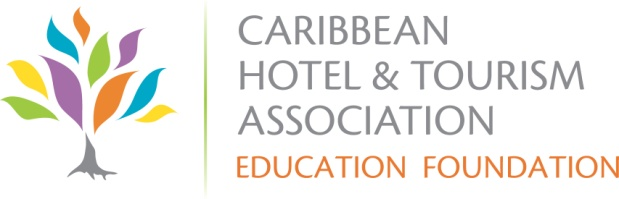 CARIBBEAN
HOTEL & TOURISM
ASSOCIATION
EDUCATION FOUNDATION